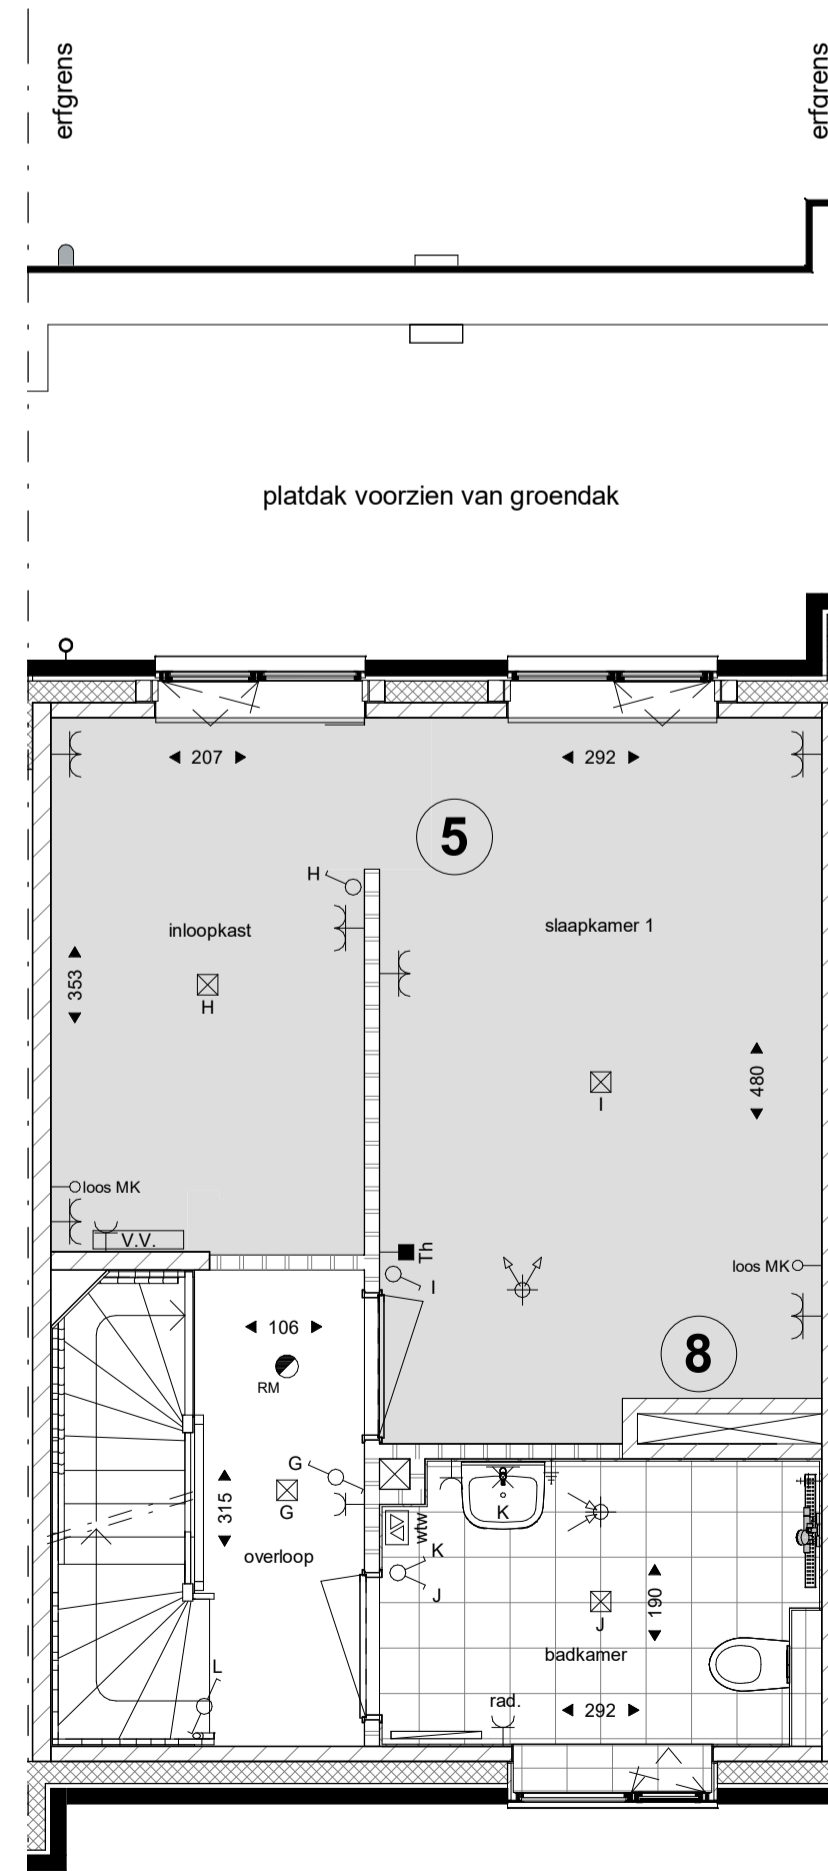 erfgrens
erfgrens
platdak voorzien van groendak
207
292
5
H
inloopkast
slaapkamer 1
353
H
480
I
loos MK
V.V.
Th
I
loos MK
106
RM
8
G
G
315
overloop
K
wtw
K
J
J
190
badkamer
L
rad.
292